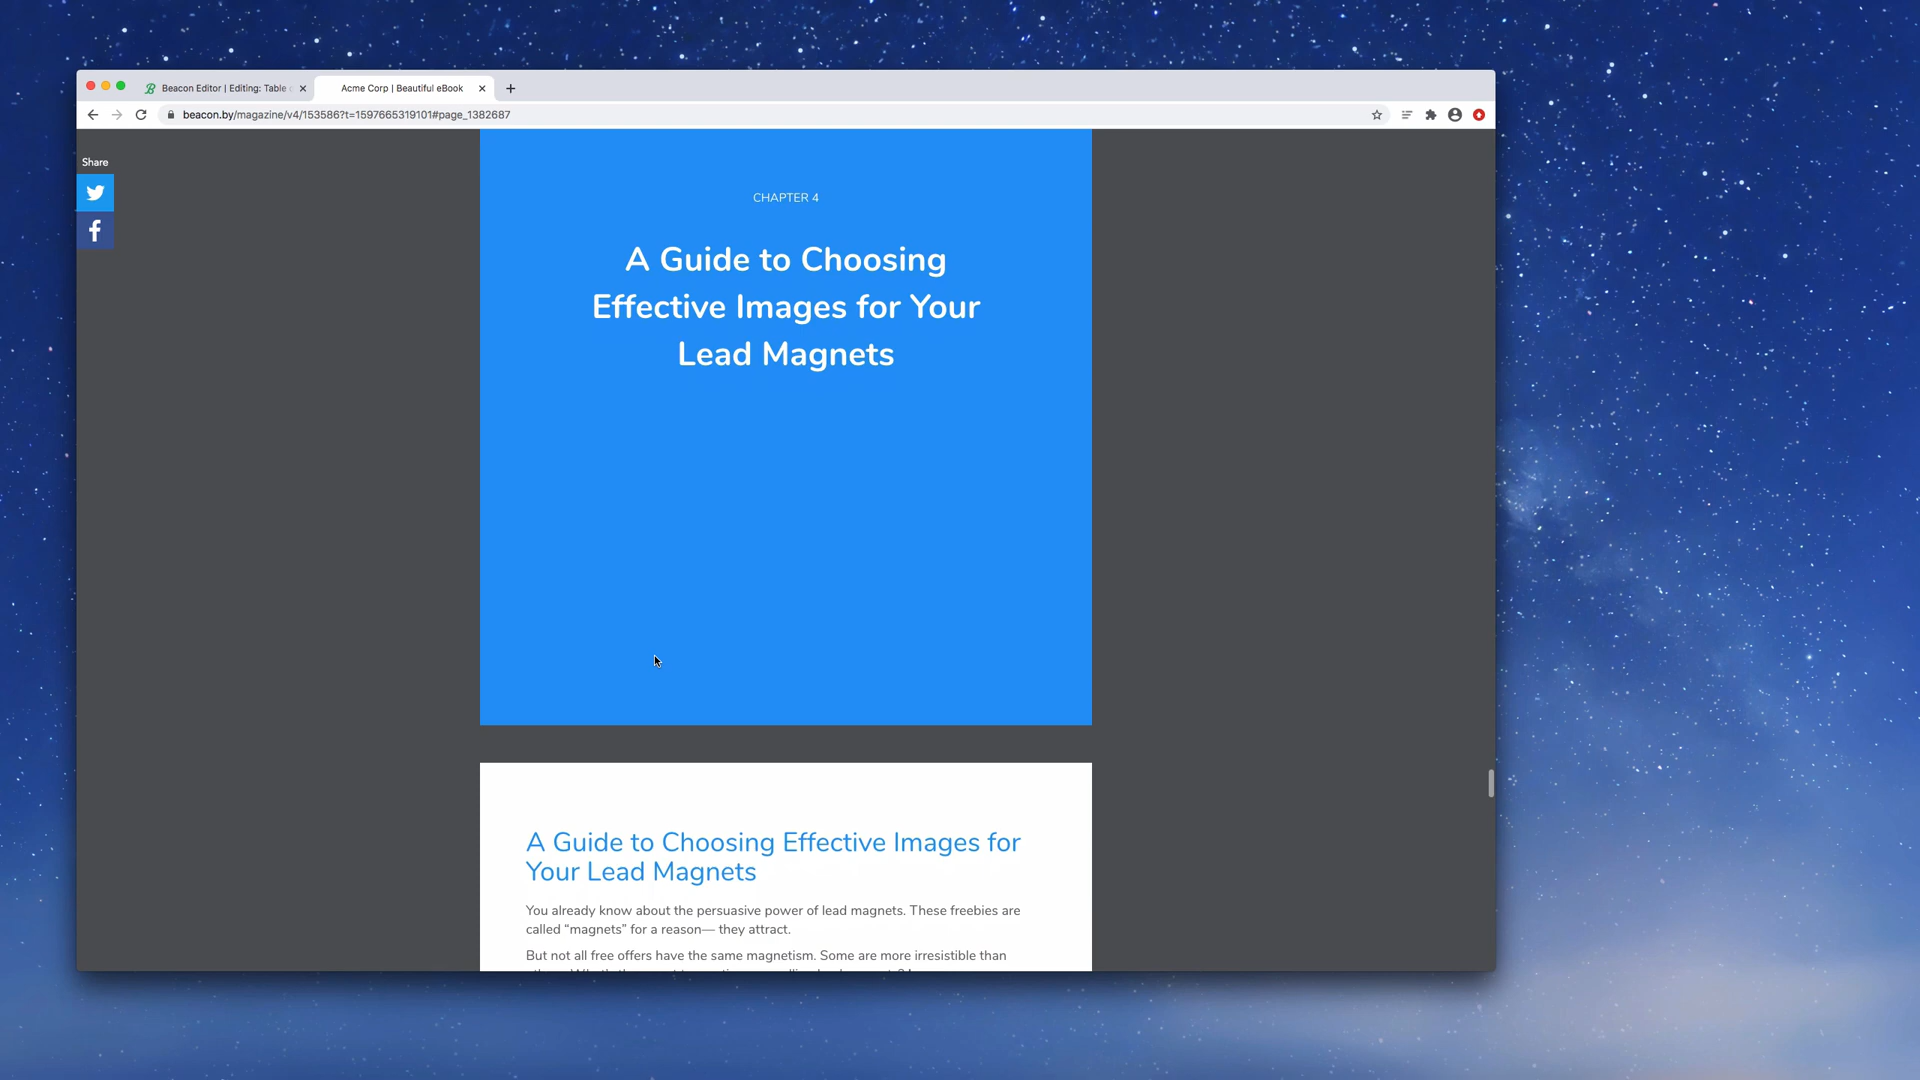 Beacon Editor | Editing: Table
Acme Corp | Beautiful eBook
beacon.by/magazine/v4/153586?t=1597665319101#page_1382687
Share
CHAPTER 4
A Guide to Choosing
Effective Images for Your
Lead Magnets
A Guide to Choosing Effective Images for
Your Lead Magnets
You already know about the persuasive power of lead magnets. These freebies are
called “magnets” for a reason— they attract.
But not all free offers have the same magnetism. Some are more irresistible than